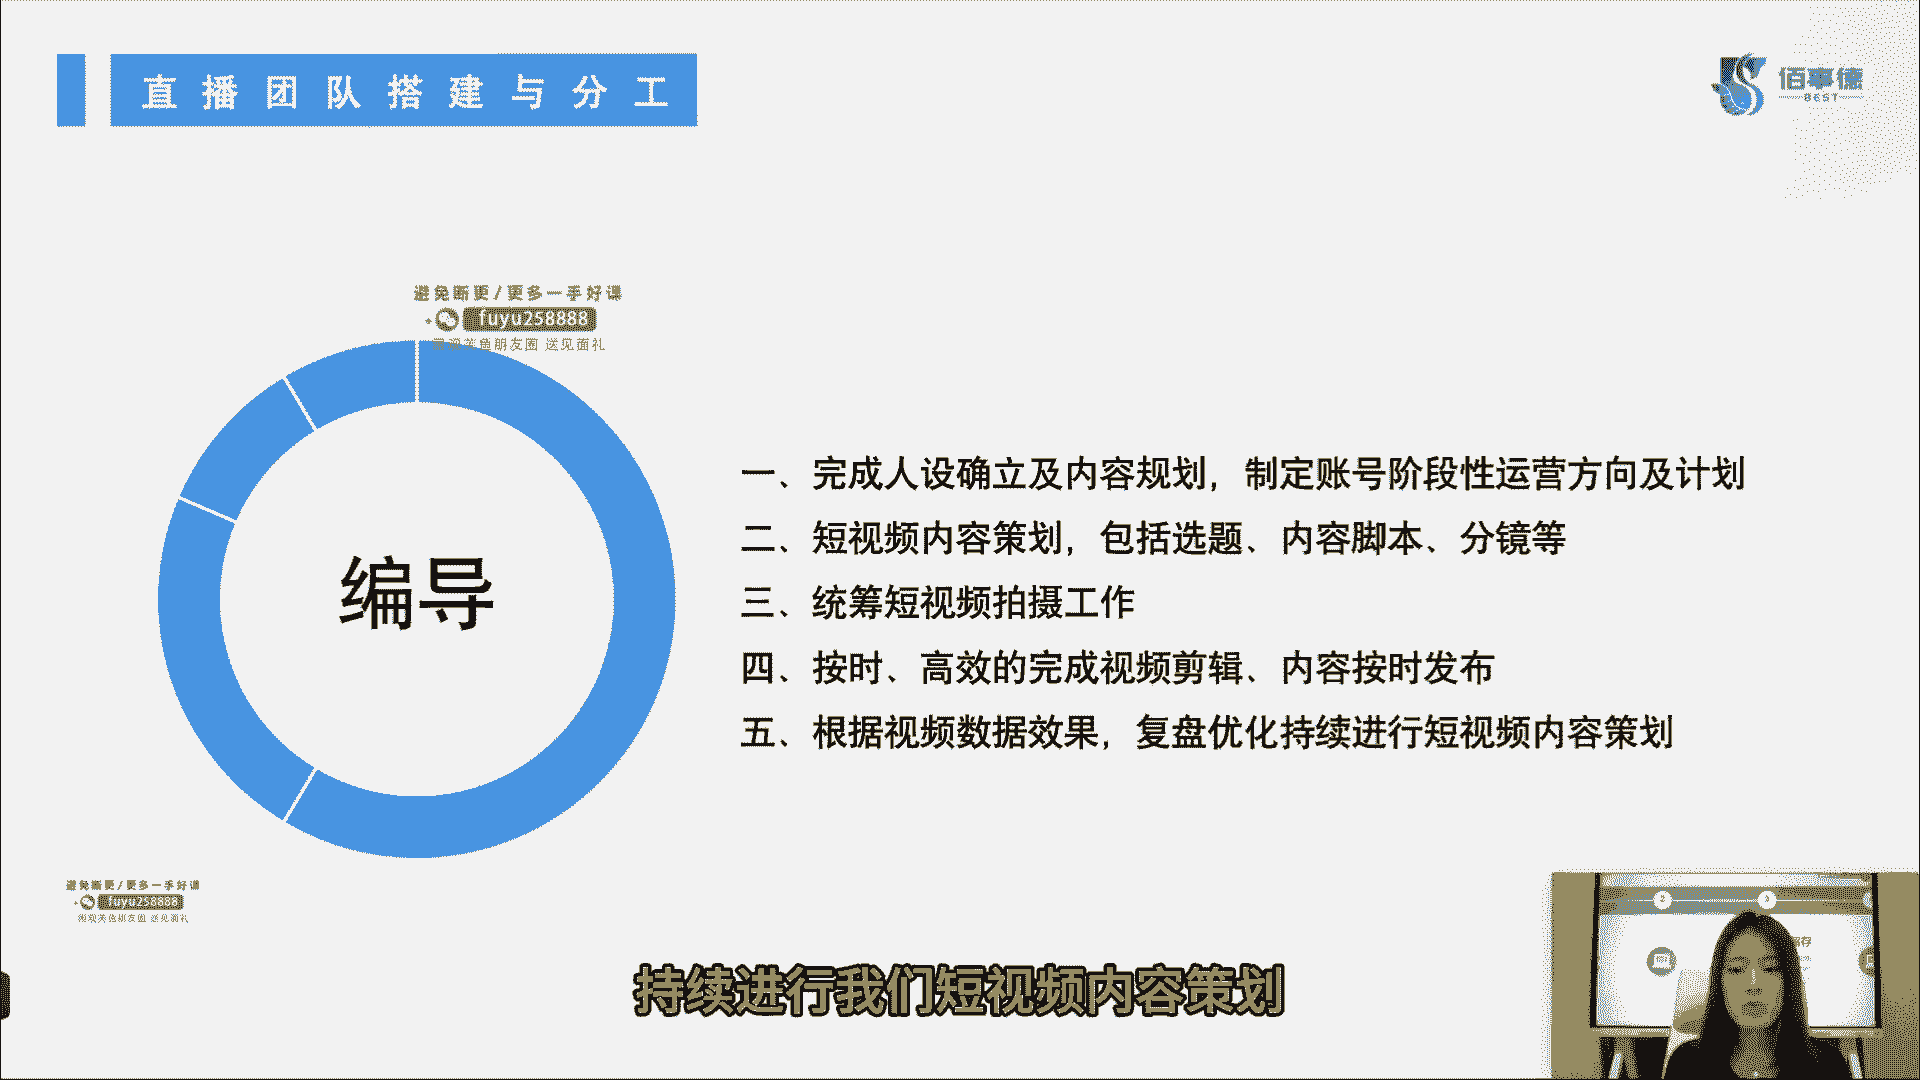 直播团队搭建与分工
佰事德
BEST
避免断更/更多一手好课
fuyu258888
朋友圈 送见面礼
编导
一、完成人设确立及内容规划，制定账号阶段性运营方向及计划
二、短视频内容策划，包括选题、内容脚本、分镜等
三、统筹短视频拍摄工作
四、按时、高效的完成视频剪辑、内容按时发布
五、根据视频数据效果，复盘优化持续进行短视频内容策划
避免断更/更多一手好课
fuyu258888
朋友圈 送见面礼
2
3
持续进行我们短视频内容策划